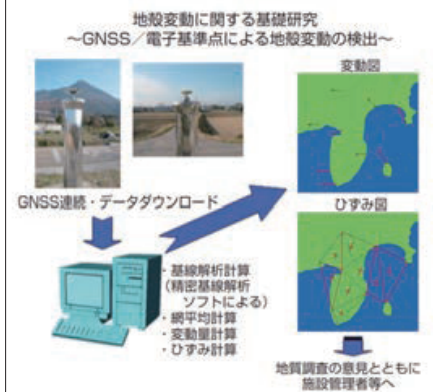 地殻変動に関する基礎研究
～GNSS／電子基準点による地殻変動の検出～
変動図
GNSS連続・データダウンロード
ひずみ図
・基線解析計算
（精密基線解析
ソフトによる）
・網平均計算
・変動量計算
・ひずみ計算
地質調査の意見とともに
施設管理者等へ